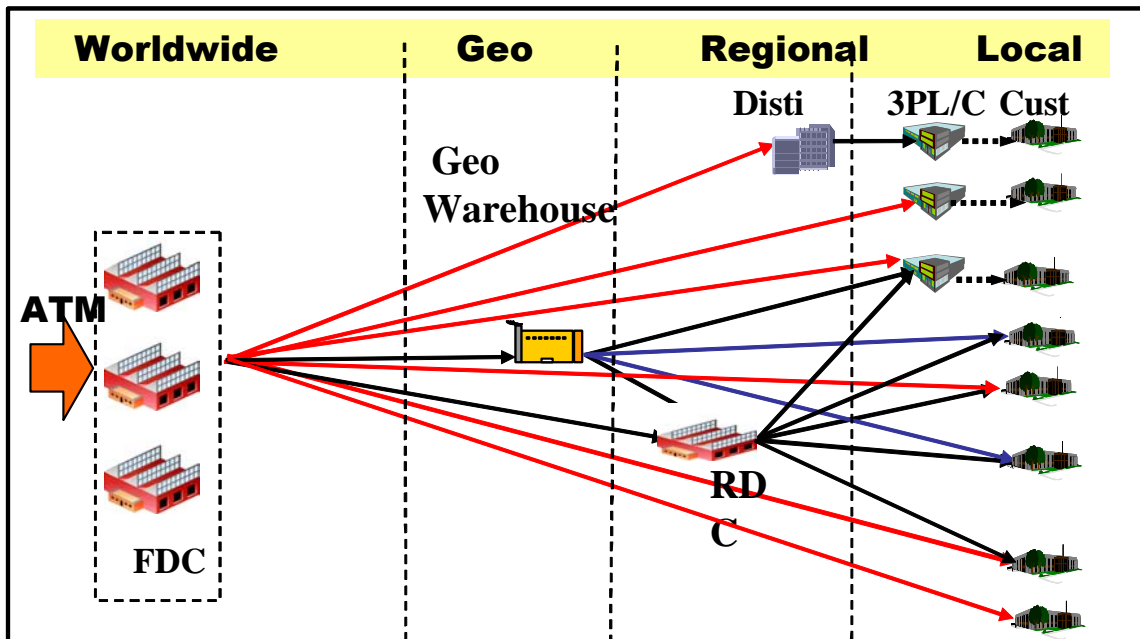 Worldwide Geo Regional Local
Disti 3PL/C Cust
Geo
Warehouse
ATM
RD
C
FDC